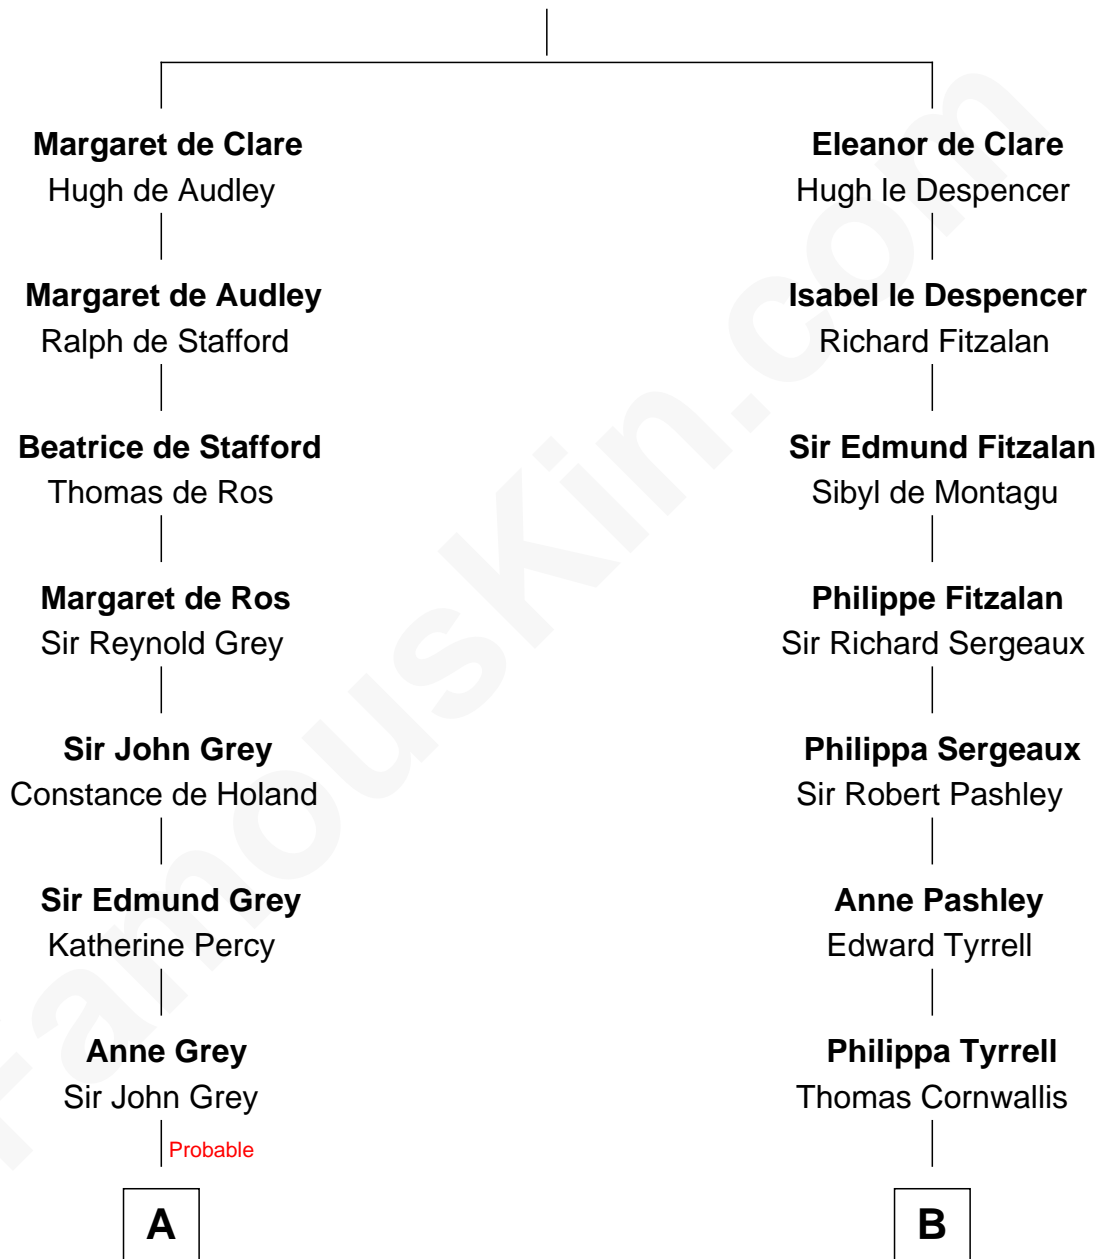 Margaret de Clare
Hugh de Audley
Eleanor de Clare
Hugh le Despencer
Margaret de Audley
Ralph de Stafford
Isabel le Despencer
Richard Fitzalan
Beatrice de Stafford
Thomas de Ros
Sir Edmund Fitzalan
Sibyl de Montagu
Margaret de Ros
Sir Reynold Grey
Philippe Fitzalan
Sir Richard Sergeaux
Sir John Grey
Constance de Holand
Philippa Sergeaux
Sir Robert Pashley
Sir Edmund Grey
Katherine Percy
Anne Pashley
Edward Tyrrell
Anne Grey
Sir John Grey
Philippa Tyrrell
Thomas Cornwallis
Probable
A
B
FamousKin.com